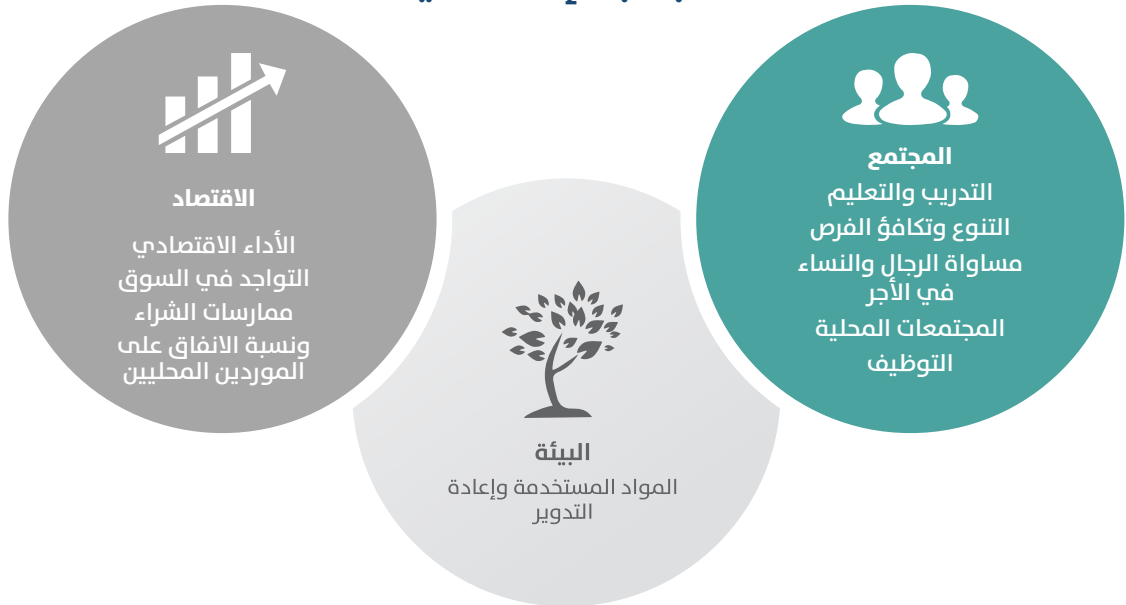 المجتمع
التدريب والتعليم
التنوع وتكافؤ الفرص
مساواة الرجال والنساء
في الأجر
المجتمعات المحلية
التوظيف
الاقتصاد
الأداء الاقتصادي
التواجد في السوق
ممارسات الشراء
ونسبة الانفاق على
الموردين المحليين
البيئة
المواد المستخدمة وإعادة
التدوير